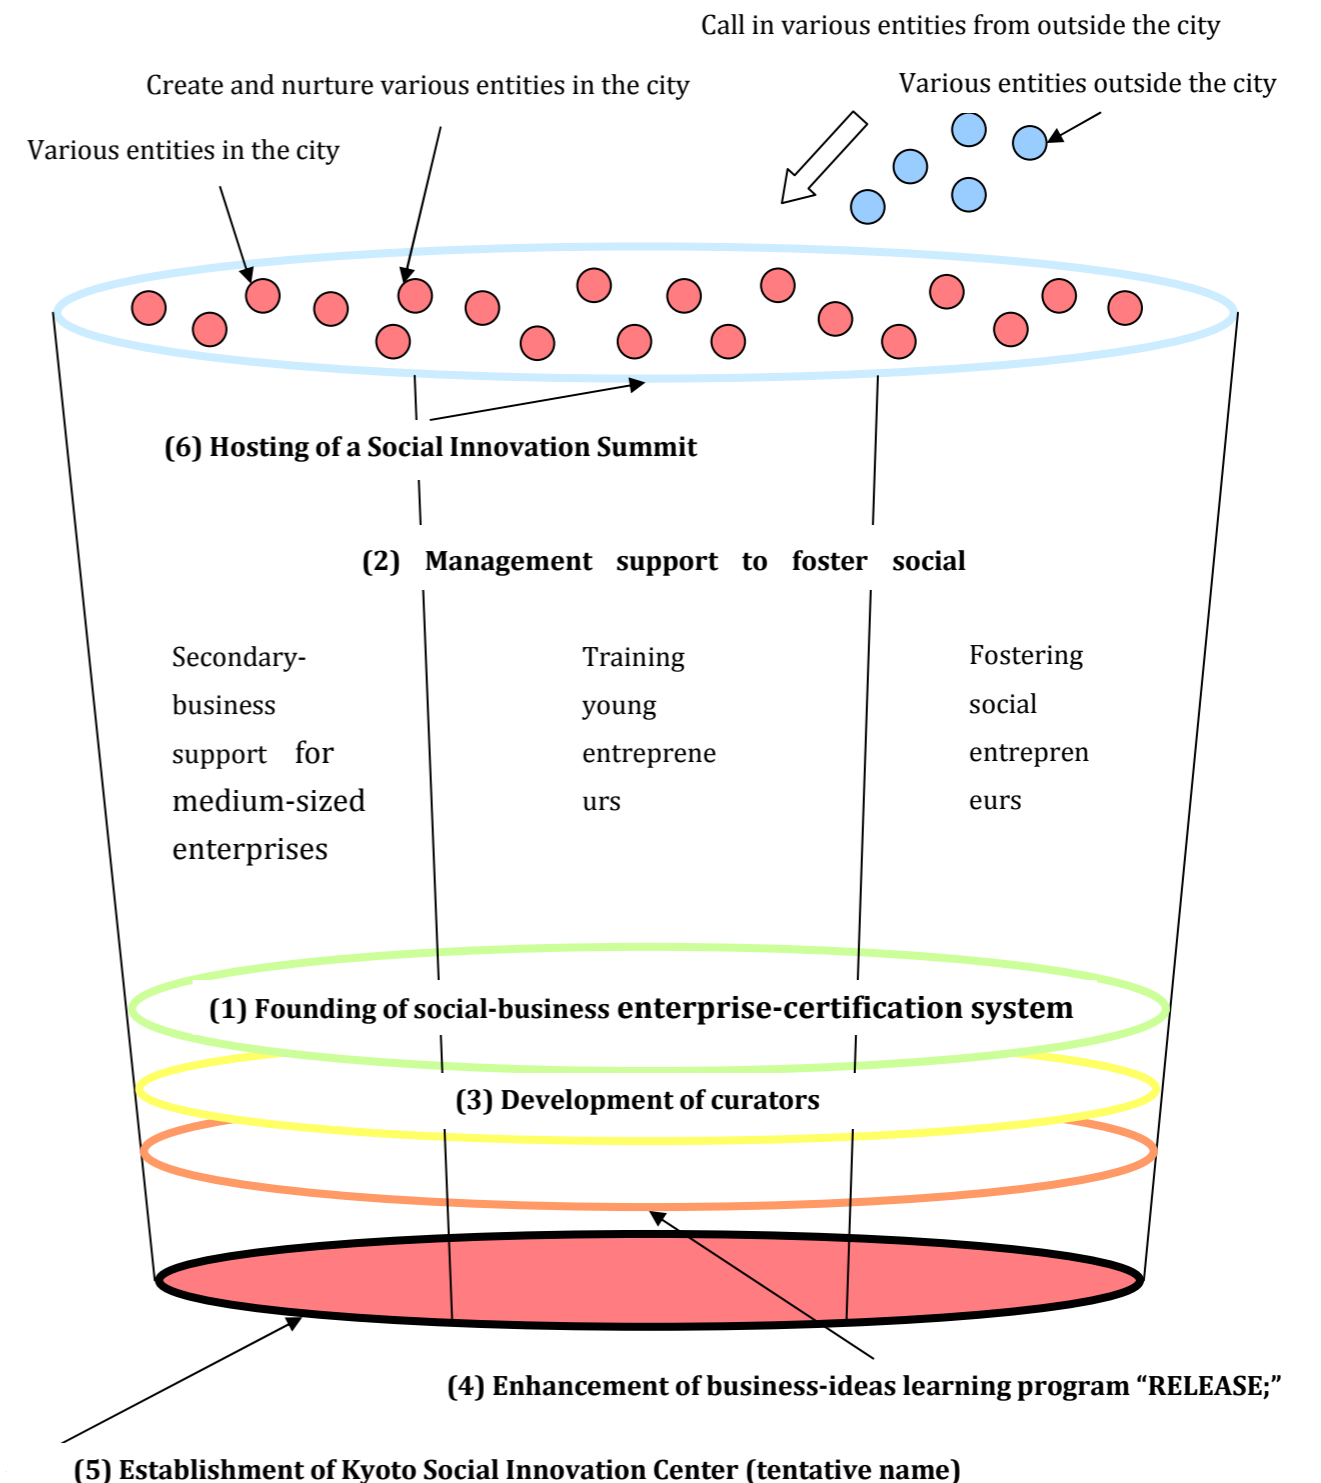 Call in various entities from outside the city
Create and nurture various entities in the city
Various entities outside the city
Various entities in the city
(6) Hosting of a Social Innovation Summit
(2) Management support to foster social
Secondary-
business
support for
medium-sized
enterprises
Training
young
entreprene
urs
Fostering
social
entrepren
eurs
(1) Founding of social-business enterprise-certification system
(3) Development of curators
(4) Enhancement of business-ideas learning program “RELEASE;”
(5) Establishment of Kyoto Social Innovation Center (tentative name)